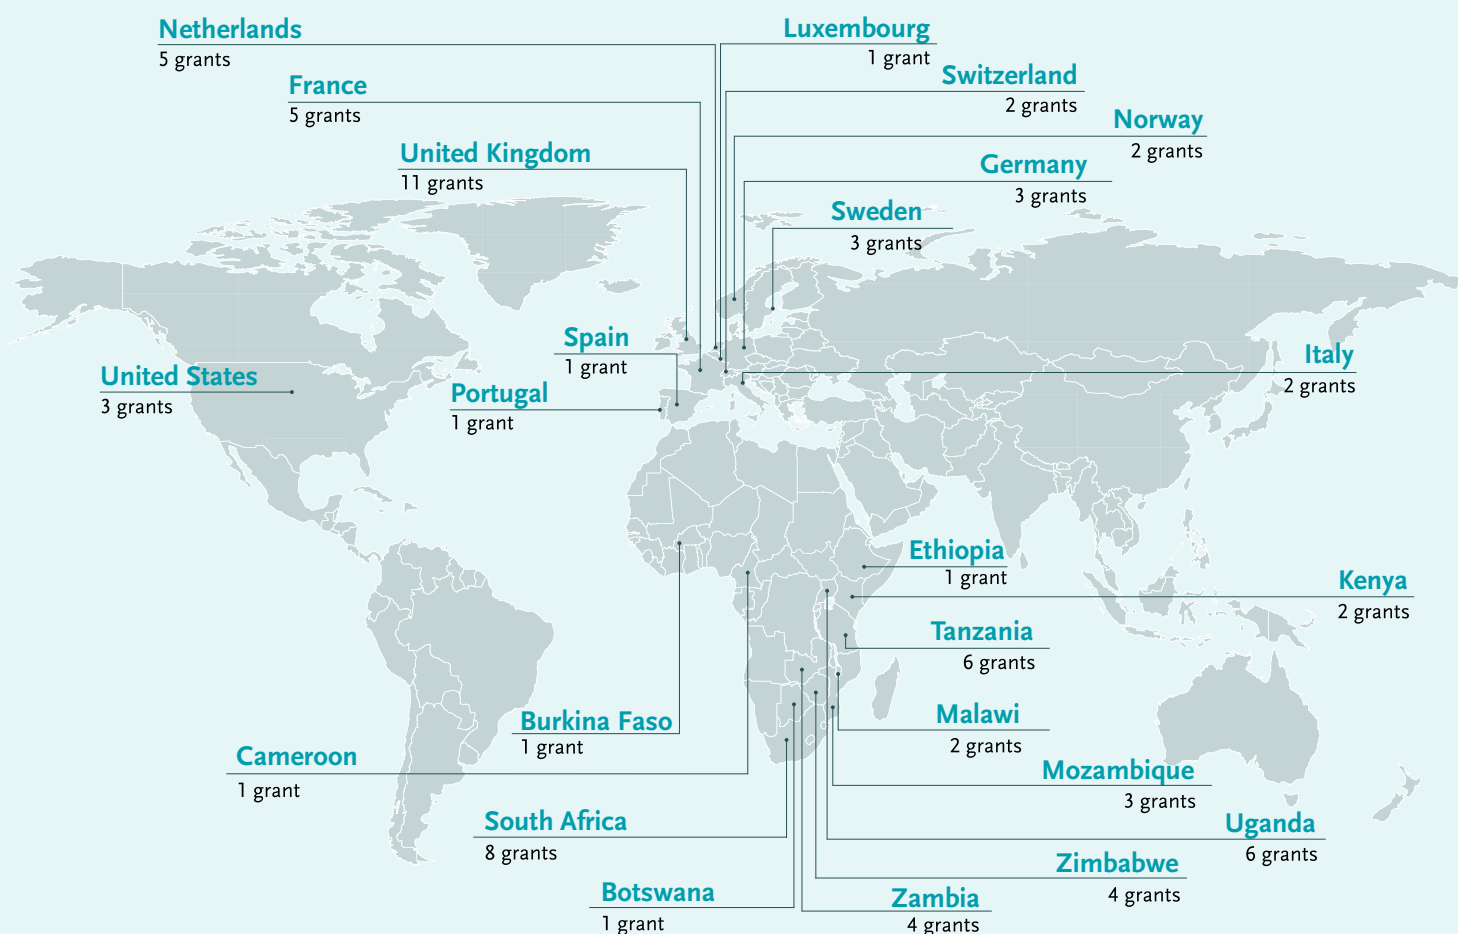 Netherlands
5 grants
Luxembourg
1 grant
France
5 grants
Switzerland
2 grants
Norway
2 grants
United Kingdom
11 grants
Germany
3 grants
Sweden
3 grants
Spain
1 grant
Italy
2 grants
United States
3 grants
Portugal
1 grant
Ethiopia
1 grant
Kenya
2 grants
Tanzania
6 grants
Burkina Faso
1 grant
Malawi
2 grants
Cameroon
1 grant
Mozambique
3 grants
South Africa
8 grants
Uganda
6 grants
Zimbabwe
4 grants
Botswana
1 grant
Zambia
4 grants